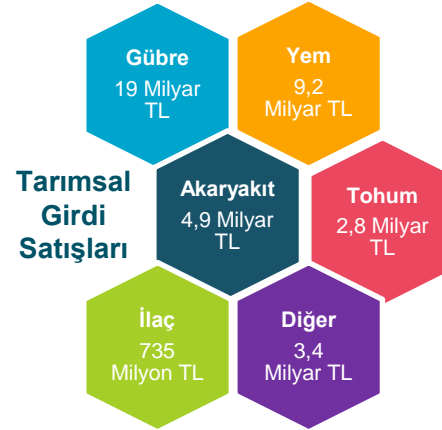 Gübre
19 Milyar
TL
Yem
9,2
Milyar TL
Tarımsal
Girdi
Satışları
Akaryakıt
4,9 Milyar
TL
Tohum
2,8 Milyar
TL
İlaç
735
Milyon TL
Diğer
3,4
Milyar TL